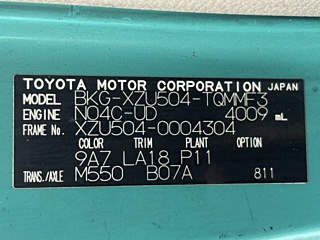 TOYOTA MOTOR CORPORATION JAPAN
MODEL BKG-XZU504-TQMMF3
ENGINE N04C-UD 4009 mL
FRAME No. XZU504-0004304
COLOR TRIM PLANT OPTION
9A7 LA18 P11
TRANS./AXLE M550 B07A 811